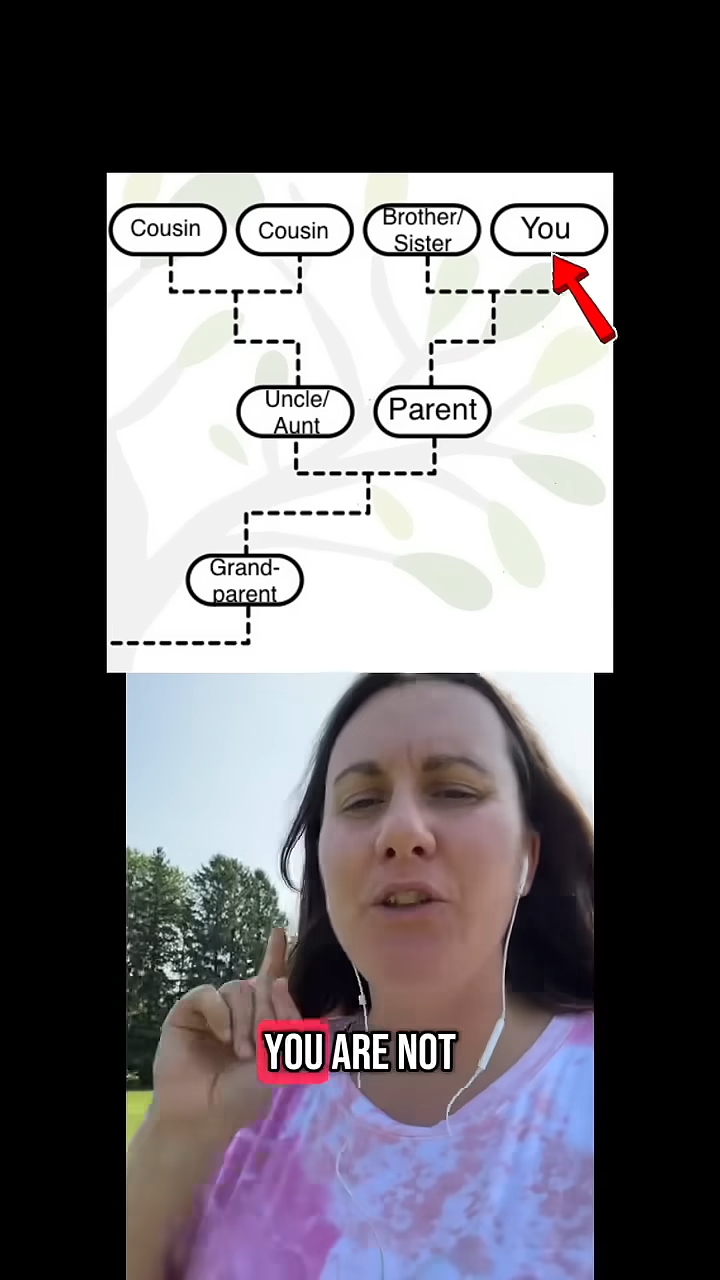 Cousin
Cousin
Brother/
Sister
You
Uncle/
Aunt
Parent
Grand-
parent
YOU ARE NOT